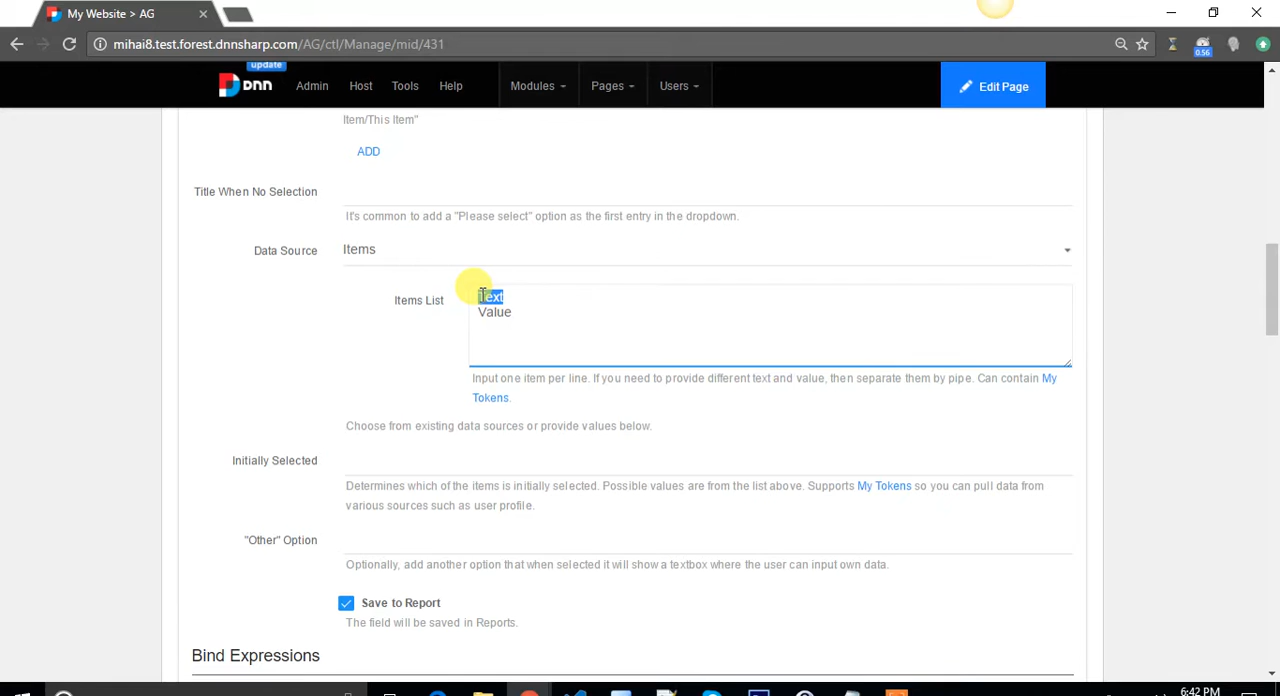 My Website > AG
mihai8.test.forest.dnnsharp.com/AG/ctl/Manage/mid/431
0.56
update
DNN
Admin
Host
Tools
Help
Modules
Pages
Users
Edit Page
Item/This Item"
ADD
Title When No Selection
It's common to add a "Please select" option as the first entry in the dropdown.
Data Source
Items
Items List
Text
Value
Input one item per line. If you need to provide different text and value, then separate them by pipe. Can contain My
Tokens.
Choose from existing data sources or provide values below.
Initially Selected
Determines which of the items is initially selected. Possible values are from the list above. Supports My Tokens so you can pull data from
various sources such as user profile.
"Other" Option
Optionally, add another option that when selected it will show a textbox where the user can input own data.
Save to Report
The field will be saved in Reports.
Bind Expressions
6:42 PM